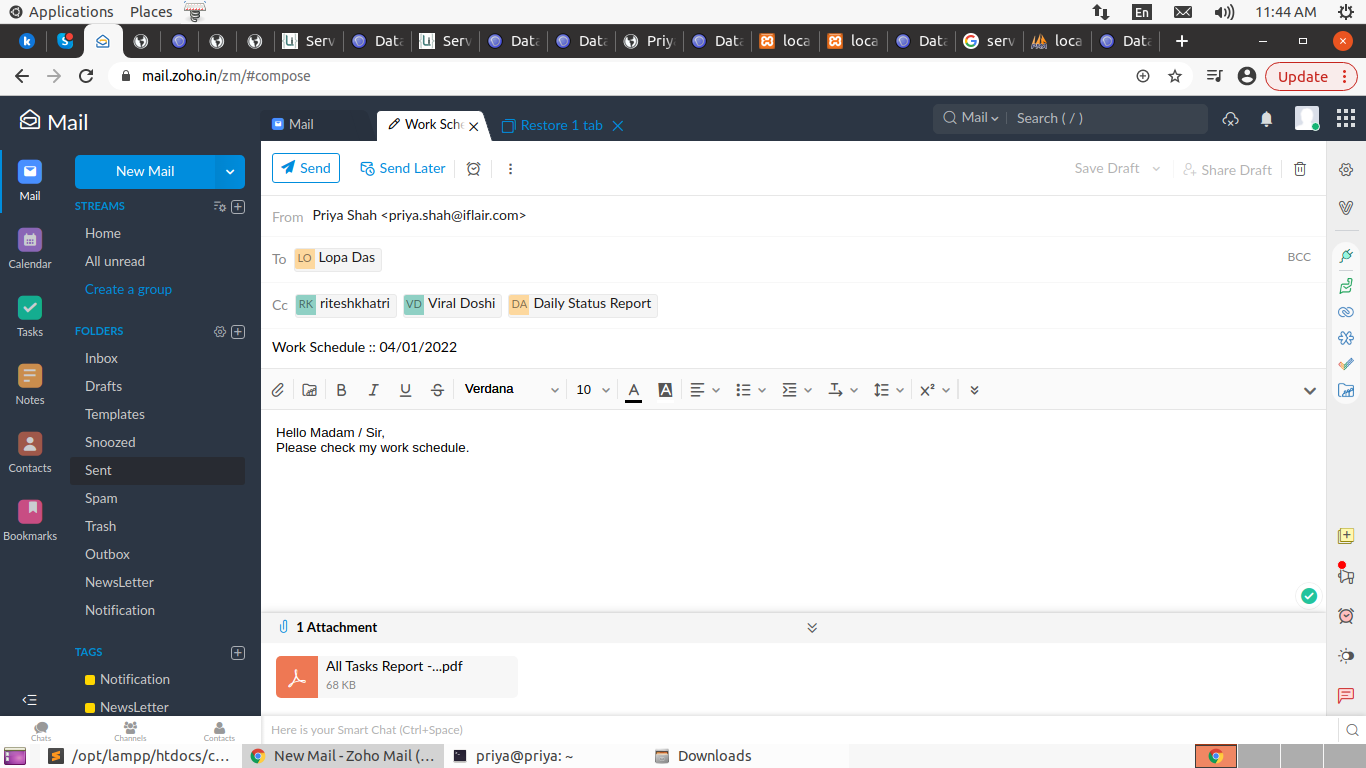 Applications Places En 11:44 AM
Serv Data Serv Data Data Priy Data loca loca Data serv loca Data
mail.zoho.in/zm/#compose Update
Mail
Mail Work Sche Restore 1 tab Mail Search ( / )
New Mail
Send Send Later Save Draft Share Draft
Mail
STREAMS
Home
All unread
Create a group
Calendar
Tasks
Notes
Contacts
Bookmarks
FOLDERS
Inbox
Drafts
Templates
Snoozed
Sent
Spam
Trash
Outbox
NewsLetter
Notification
TAGS
Notification
NewsLetter
From Priya Shah <priya.shah@iflair.com>
To LO Lopa Das BCC
Cc RK riteshkhatri VD Viral Doshi DA Daily Status Report
Work Schedule :: 04/01/2022
B I U S Verdana 10 A A
Hello Madam / Sir,
Please check my work schedule.
1 Attachment
All Tasks Report -...pdf
68 KB
Chats Channels Contacts Here is your Smart Chat (Ctrl+Space)
/opt/lampp/htdocs/c... New Mail - Zoho Mail (... priya@priya: ~ Downloads